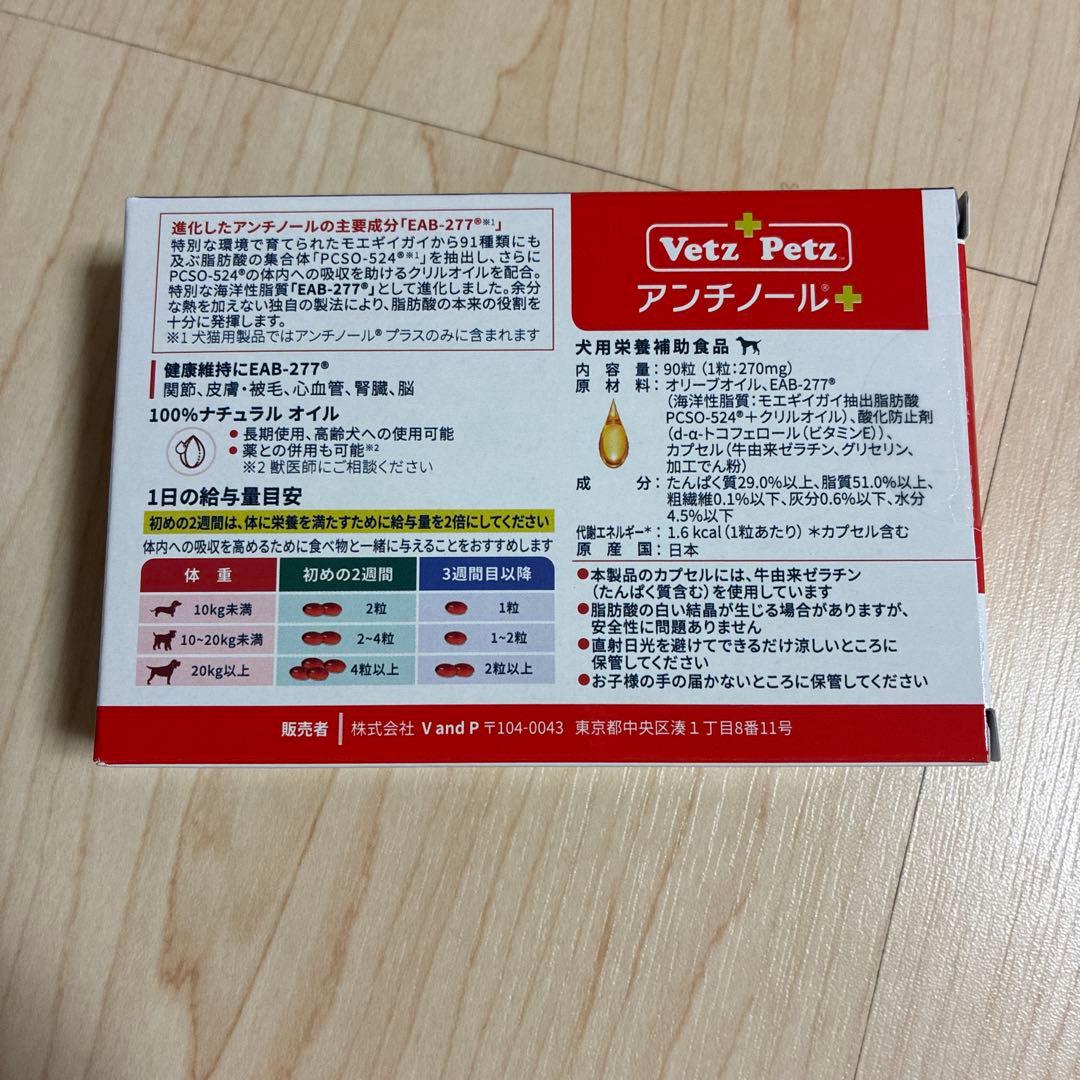 進化したアンチノールの主要成分「EAB-277®※1」
特別な環境で育てられたモエギイガイから91種類にも
及ぶ脂肪酸の集合体「PCSO-524®※1」を抽出し、さらに
PCSO-524®の体内への吸収を助けるクリルオイルを配合。
特別な海洋性脂質「EAB-277®」として進化しました。余分
な熱を加えない独自の製法により、脂肪酸の本来の役割を
十分に発揮します。
※1 犬猫用製品ではアンチノール® プラスのみに含まれます
健康維持にEAB-277®
関節、皮膚・被毛、心血管、腎臓、脳
100%ナチュラル オイル
●長期使用、高齢犬への使用可能
●薬との併用も可能※2
※2 獣医師にご相談ください
1日の給与量目安
初めの2週間は、体に栄養を満たすために給与量を2倍にしてください
体内への吸収を高めるために食べ物と一緒に与えることをおすすめします
体重 初めの2週間 3週間目以降
10kg未満 2粒 1粒
10~20kg未満 2~4粒 1~2粒
20kg以上 4粒以上 2粒以上
Vetz Petz™
アンチノール®+
犬用栄養補助食品
内容量：90粒（1粒：270mg）
原材料：オリーブオイル、EAB-277®
（海洋性脂質：モエギイガイ抽出脂肪酸
PCSO-524®＋クリルオイル）、酸化防止剤
（d-α-トコフェロール（ビタミンE））、
カプセル（牛由来ゼラチン、グリセリン、
加工でん粉）
成分：たんぱく質29.0%以上、脂質51.0%以上、
粗繊維0.1%以下、灰分0.6%以下、水分
4.5%以下
代謝エネルギー*：1.6 kcal（1粒あたり）＊カプセル含む
原産国：日本
●本製品のカプセルには、牛由来ゼラチン
（たんぱく質含む）を使用しています
●脂肪酸の白い結晶が生じる場合がありますが、
安全性に問題ありません
●直射日光を避けてできるだけ涼しいところに
保管してください
●お子様の手の届かないところに保管してください
販売者 株式会社 V and P 〒104-0043 東京都中央区湊1丁目8番11号